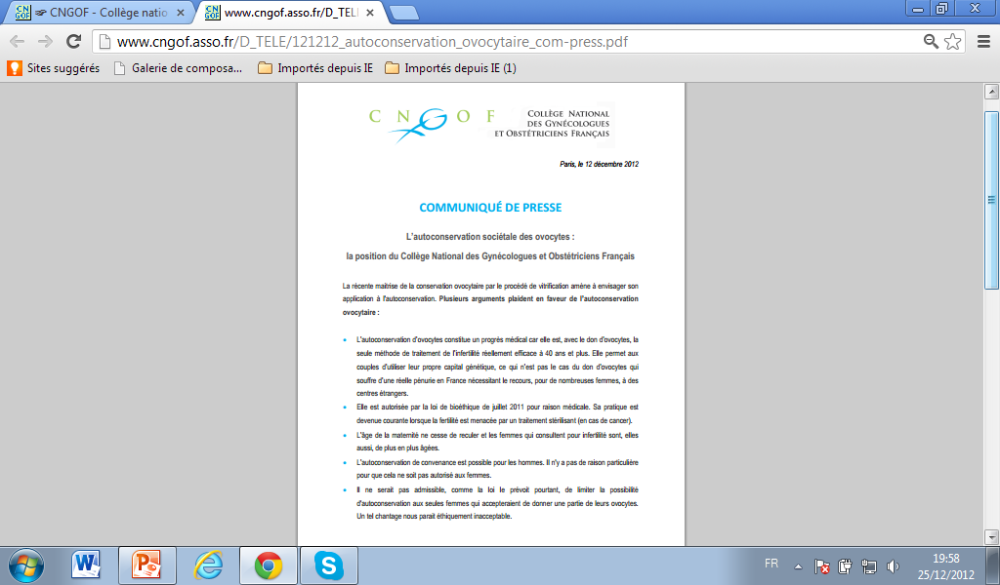 CNGOF - Collège natio
www.cngof.asso.fr/D_TEL
www.cngof.asso.fr/D_TELE/121212_autoconservation_ovocytaire_com-press.pdf
Sites suggérés
Galerie de composa...
Importés depuis IE
Importés depuis IE (1)
C N G O F
COLLÈGE NATIONAL
DES GYNÉCOLOGUES
ET OBSTÉTRICIENS FRANÇAIS
Paris, le 12 décembre 2012
COMMUNIQUÉ DE PRESSE
L'autoconservation sociétale des ovocytes :
la position du Collège National des Gynécologues et Obstétriciens Français
La récente maitrise de la conservation ovocytaire par le procédé de vitrification amène à envisager son
application à l'autoconservation. Plusieurs arguments plaident en faveur de l'autoconservation
ovocytaire :
• L'autoconservation d'ovocytes constitue un progrès médical car elle est, avec le don d'ovocytes, la
seule méthode de traitement de l'infertilité réellement efficace à 40 ans et plus. Elle permet aux
couples d'utiliser leur propre capital génétique, ce qui n'est pas le cas du don d'ovocytes qui
souffre d'une réelle pénurie en France nécessitant le recours, pour de nombreuses femmes, à des
centres étrangers.
• Elle est autorisée par la loi de bioéthique de juillet 2011 pour raison médicale. Sa pratique est
devenue courante lorsque la fertilité est menacée par un traitement stérilisant (en cas de cancer).
• L'âge de la maternité ne cesse de reculer et les femmes qui consultent pour infertilité sont, elles
aussi, de plus en plus âgées.
• L'autoconservation de convenance est possible pour les hommes. Il n'y a pas de raison particulière
pour que cela ne soit pas autorisé aux femmes.
• Il ne serait pas admissible, comme la loi le prévoit pourtant, de limiter la possibilité
d'autoconservation aux seules femmes qui accepteraient de donner une partie de leurs ovocytes.
Un tel chantage nous parait éthiquement inacceptable.
FR
19:58
25/12/2012